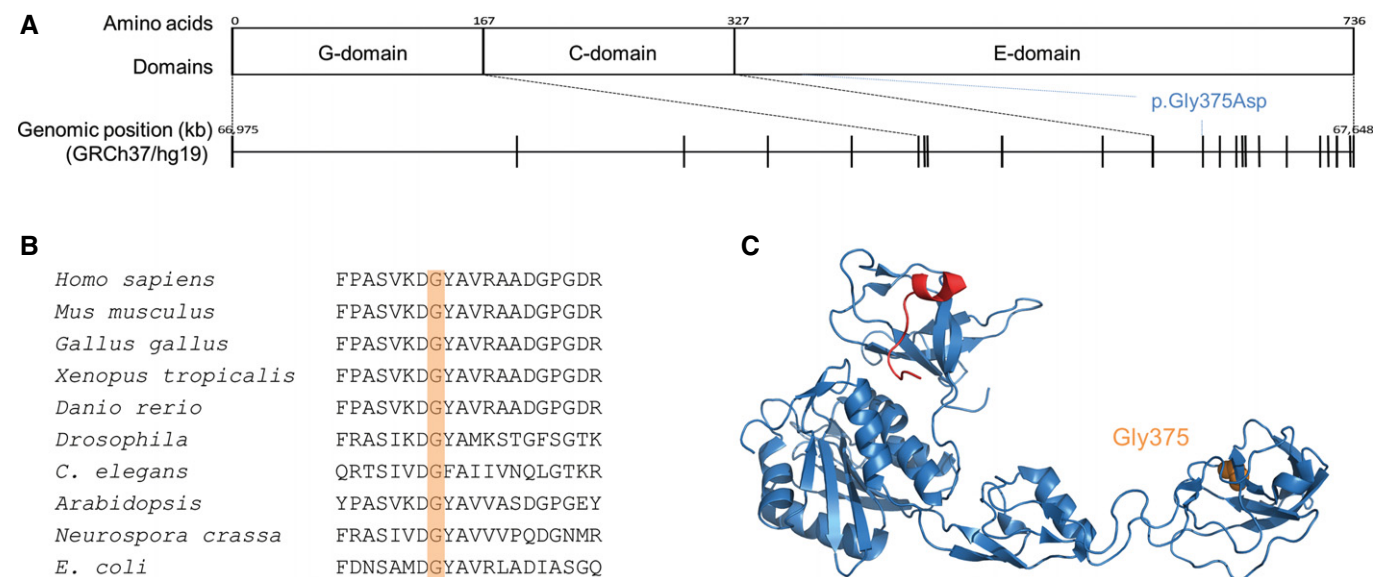 A
Amino acids 0 167 327 736
Domains G-domain C-domain E-domain
p.Gly375Asp
Genomic position (kb) 66,975 67,648
(GRCh37/hg19)
B
Homo sapiens FPASVKDGYAVRAADGPGDR
Mus musculus FPASVKDGYAVRAADGPGDR
Gallus gallus FPASVKDGYAVRAADGPGDR
Xenopus tropicalis FPASVKDGYAVRAADGPGDR
Danio rerio FPASVKDGYAVRAADGPGDR
Drosophila FRASIKDGYAMKSTGFSGTK
C. elegans QRTSIVDGFAIIVNQLGTKR
Arabidopsis YPASVKDGYAVVASDGPGEY
Neurospora crassa FRASIVDGYAVVVPQDGNMR
E. coli FDNSAMDGYAVRLADIASGQ
C
Gly375